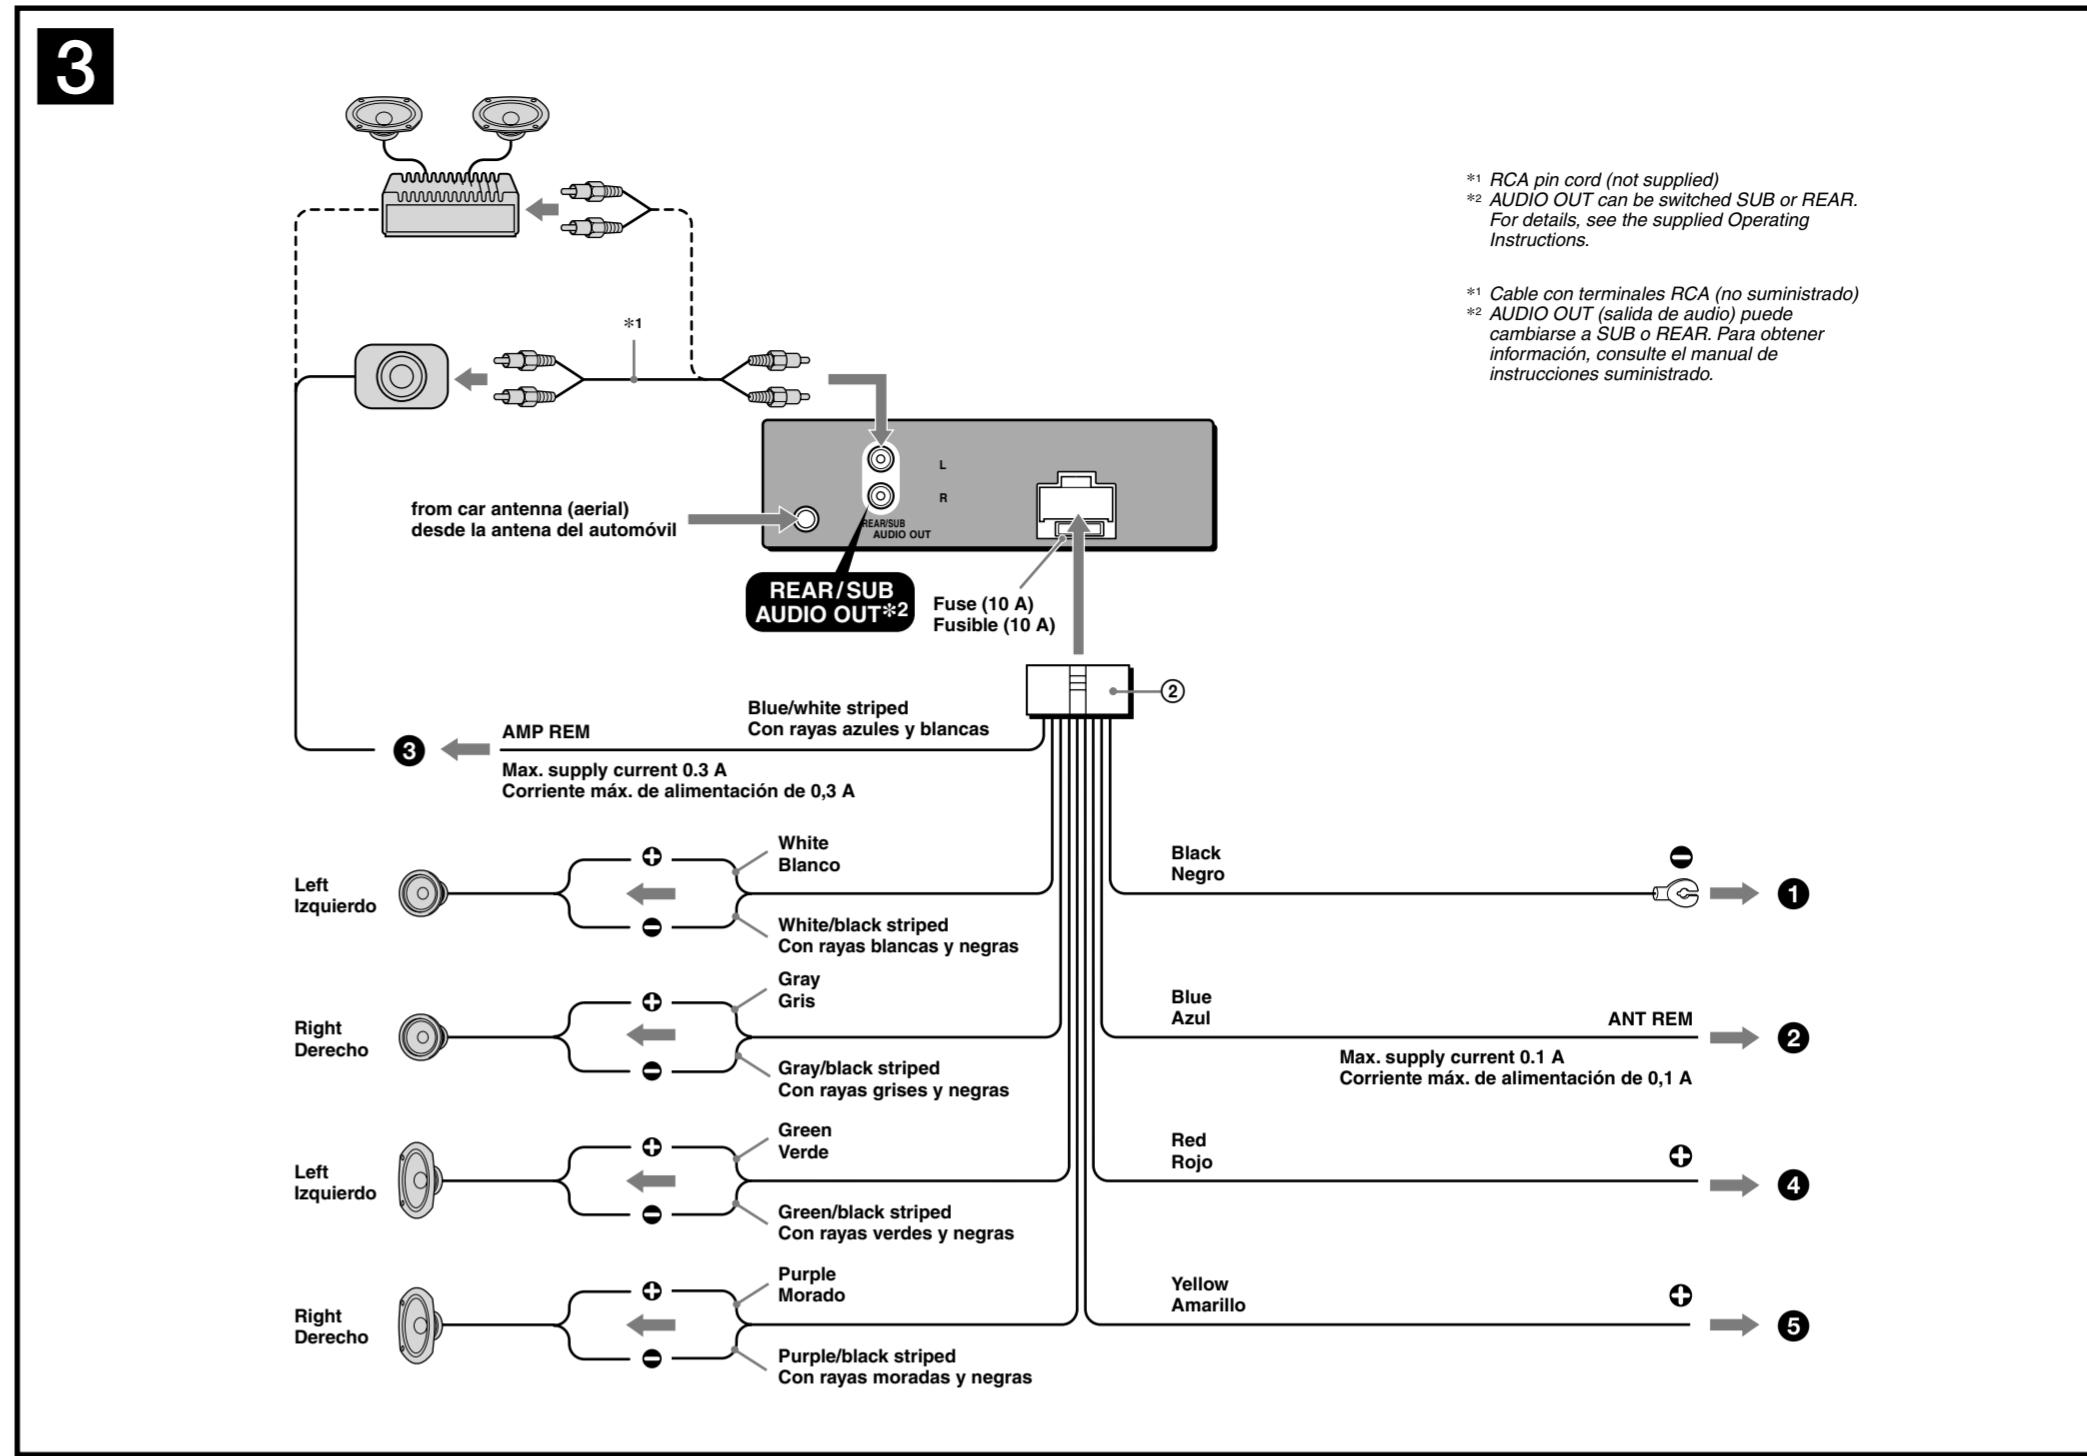 3
*1 RCA pin cord (not supplied)
*2 AUDIO OUT can be switched SUB or REAR.
For details, see the supplied Operating
Instructions.
*1 Cable con terminales RCA (no suministrado)
*2 AUDIO OUT (salida de audio) puede
cambiarse a SUB o REAR. Para obtener
información, consulte el manual de
instrucciones suministrado.
*1
L
R
REAR/SUB
AUDIO OUT
from car antenna (aerial)
desde la antena del automóvil
REAR/SUB
AUDIO OUT*2
Fuse (10 A)
Fusible (10 A)
②
Blue/white striped
Con rayas azules y blancas
AMP REM
❸
Max. supply current 0.3 A
Corriente máx. de alimentación de 0,3 A
Left
Izquierdo
+
−
White
Blanco
White/black striped
Con rayas blancas y negras
Right
Derecho
+
−
Gray
Gris
Gray/black striped
Con rayas grises y negras
Left
Izquierdo
+
−
Green
Verde
Green/black striped
Con rayas verdes y negras
Right
Derecho
+
−
Purple
Morado
Purple/black striped
Con rayas moradas y negras
Black
Negro
−
❶
Blue
Azul
ANT REM
❷
Max. supply current 0.1 A
Corriente máx. de alimentación de 0,1 A
Red
Rojo
+
❹
Yellow
Amarillo
+
❺